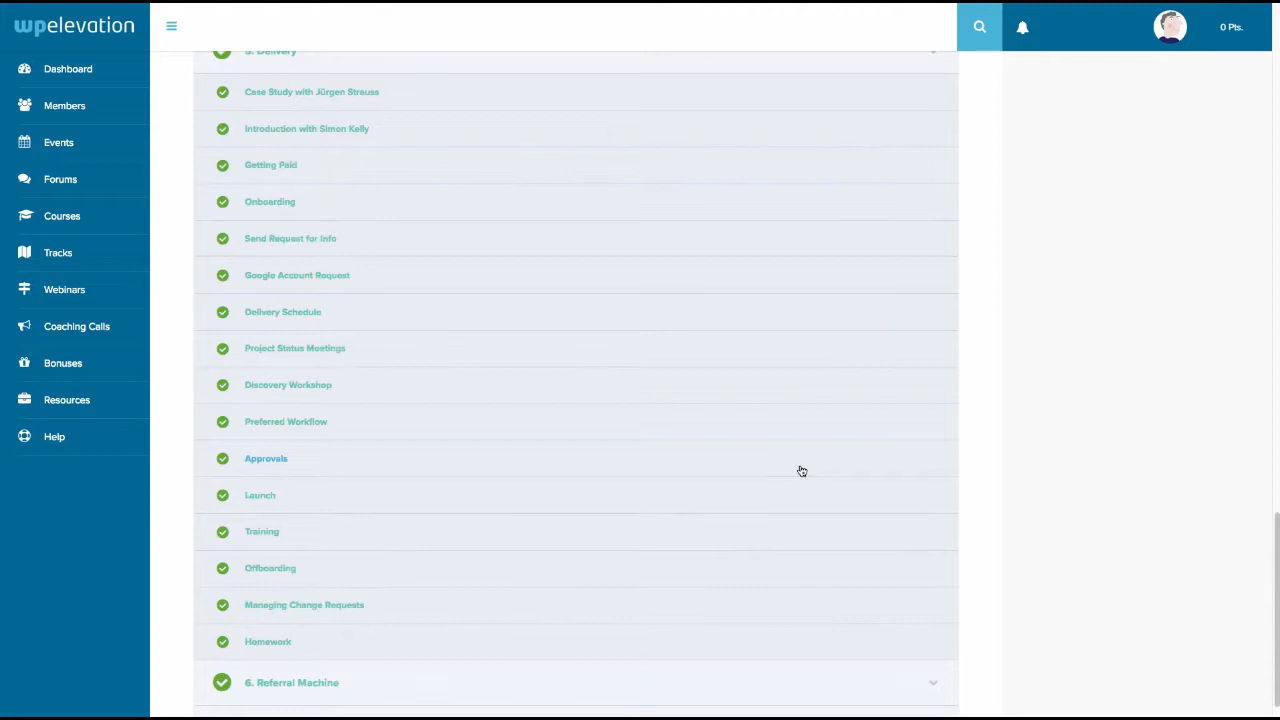 wpelevation
0 Pts.
Dashboard
Members
Events
Forums
Courses
Tracks
Webinars
Coaching Calls
Bonuses
Resources
Help
5. Delivery
Case Study with Jürgen Strauss
Introduction with Simon Kelly
Getting Paid
Onboarding
Send Request for Info
Google Account Request
Delivery Schedule
Project Status Meetings
Discovery Workshop
Preferred Workflow
Approvals
Launch
Training
Offboarding
Managing Change Requests
Homework
6. Referral Machine